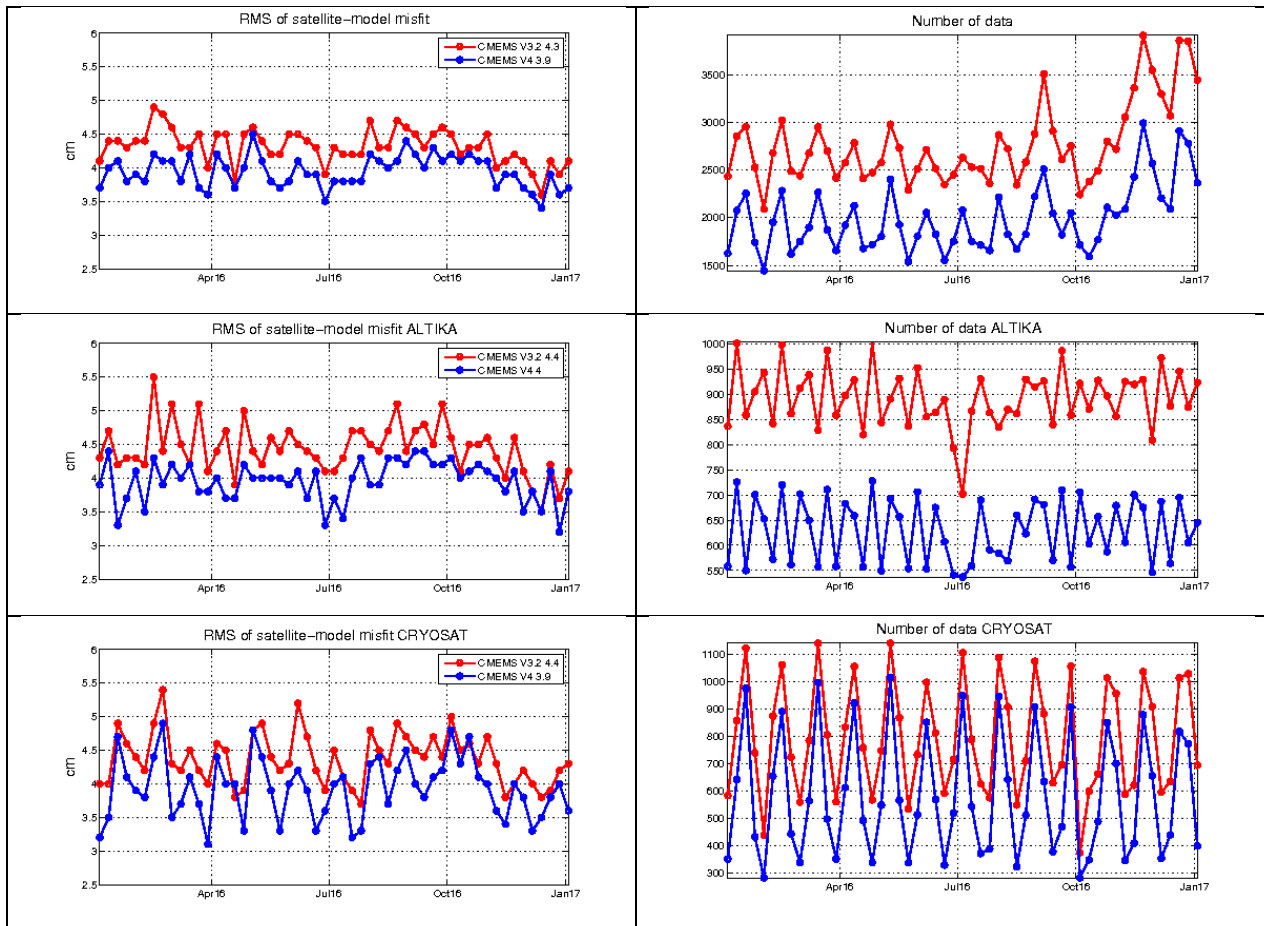 RMS of satellite-model misfit
6
5.5
5
4.5
4
3.5
3
2.5
cm
CMEMS V3.2 4.3
CMEMS V4 3.9
Apr16 Jul16 Oct16 Jan17
Number of data
3500
3000
2500
2000
1500
Apr16 Jul16 Oct16 Jan17
RMS of satellite-model misfit ALTIKA
6
5.5
5
4.5
4
3.5
3
2.5
cm
CMEMS V3.2 4.4
CMEMS V4 4
Apr16 Jul16 Oct16 Jan17
Number of data ALTIKA
1000
950
900
850
800
750
700
650
600
550
Apr16 Jul16 Oct16 Jan17
RMS of satellite-model misfit CRYOSAT
6
5.5
5
4.5
4
3.5
3
2.5
cm
CMEMS V3.2 4.4
CMEMS V4 3.9
Apr16 Jul16 Oct16 Jan17
Number of data CRYOSAT
1100
1000
900
800
700
600
500
400
300
Apr16 Jul16 Oct16 Jan17